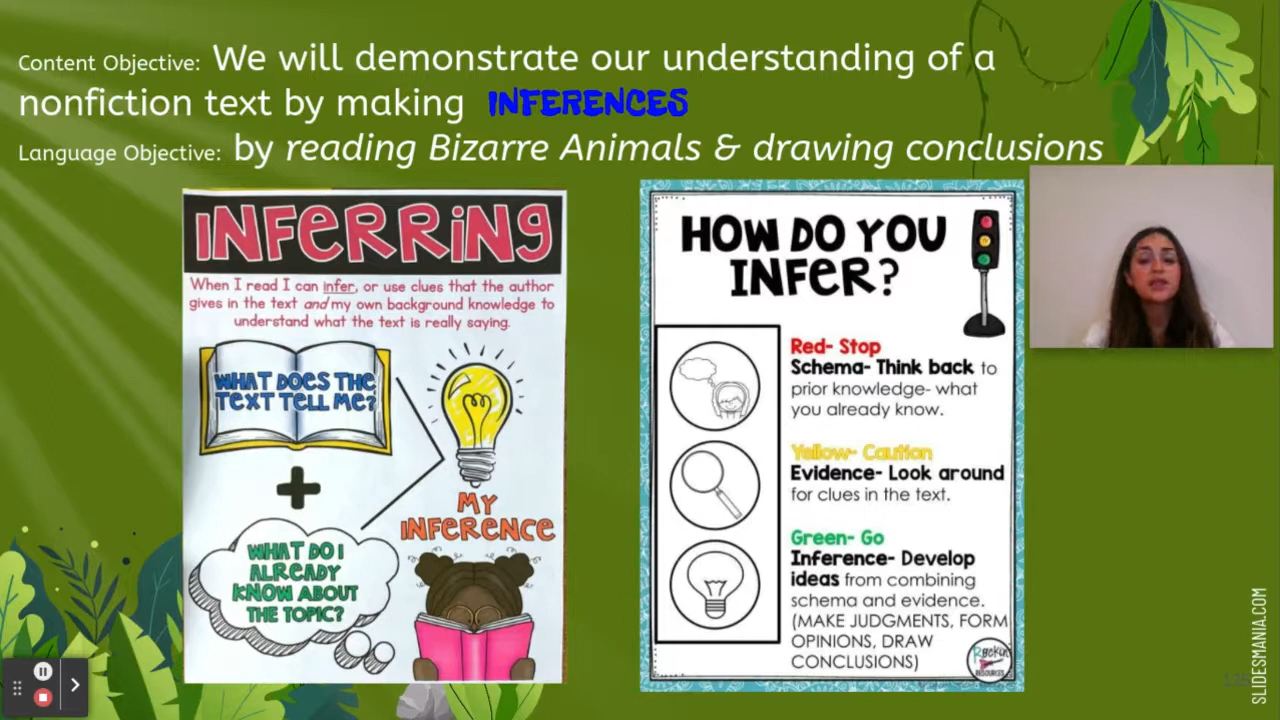 Content Objective: We will demonstrate our understanding of a
nonfiction text by making INFERENCES
Language Objective: by reading Bizarre Animals & drawing conclusions
INFERRING
When I read I can infer, or use clues that the author
gives in the text and my own background knowledge to
understand what the text is really saying.
WHAT DOES THE
TEXT TELL ME?
+
MY
INFERENCE
WHAT DO I
ALREADY
KNOW ABOUT
THE TOPIC?
HOW DO YOU
INFER?
Red- Stop
Schema- Think back to
prior knowledge- what
you already know.
Yellow- Caution
Evidence- Look around
for clues in the text.
Green- Go
Inference- Develop
ideas from combining
schema and evidence.
(MAKE JUDGMENTS, FORM
OPINIONS, DRAW
CONCLUSIONS)
Rockin'
RESOURCES
SLIDESMANIA.COM